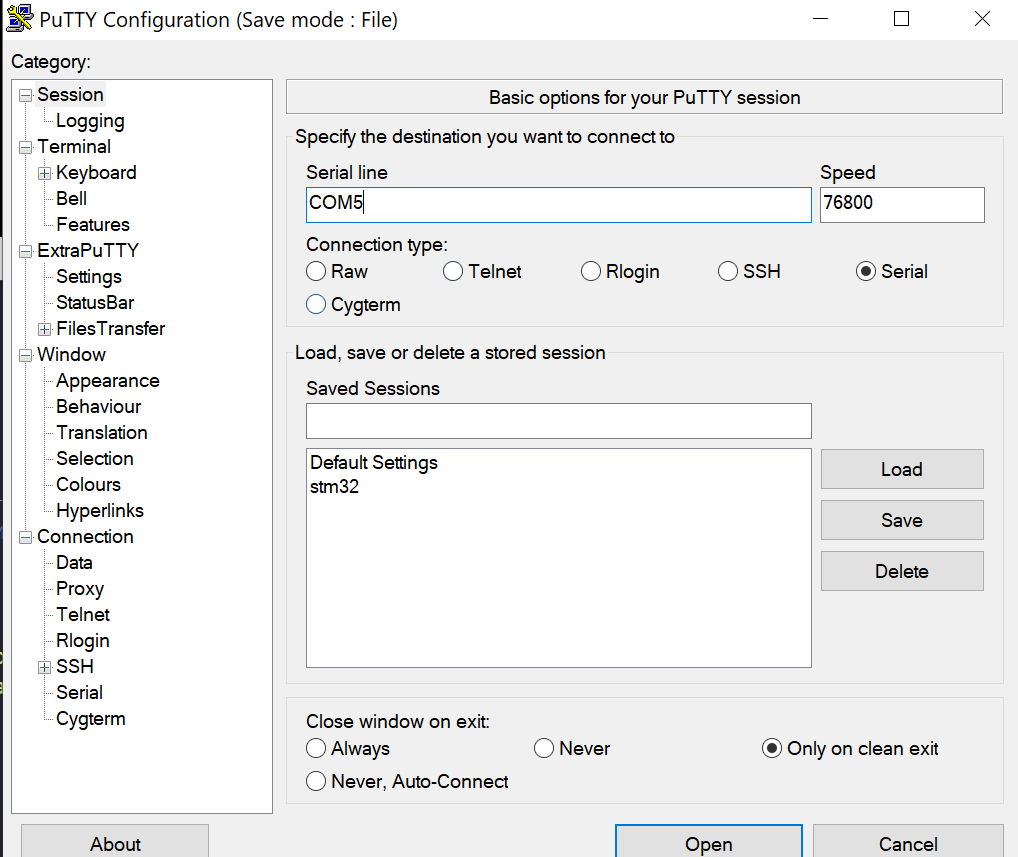 PuTTY Configuration (Save mode : File)
Category:
Session
Logging
Terminal
Keyboard
Bell
Features
ExtraPuTTY
Settings
StatusBar
FilesTransfer
Window
Appearance
Behaviour
Translation
Selection
Colours
Hyperlinks
Connection
Data
Proxy
Telnet
Rlogin
SSH
Serial
Cygterm
Basic options for your PuTTY session
Specify the destination you want to connect to
Serial line Speed
COM5 76800
Connection type:
Raw Telnet Rlogin SSH Serial
Cygterm
Load, save or delete a stored session
Saved Sessions
Default Settings
stm32
Load
Save
Delete
Close window on exit:
Always Never Only on clean exit
Never, Auto-Connect
About Open Cancel